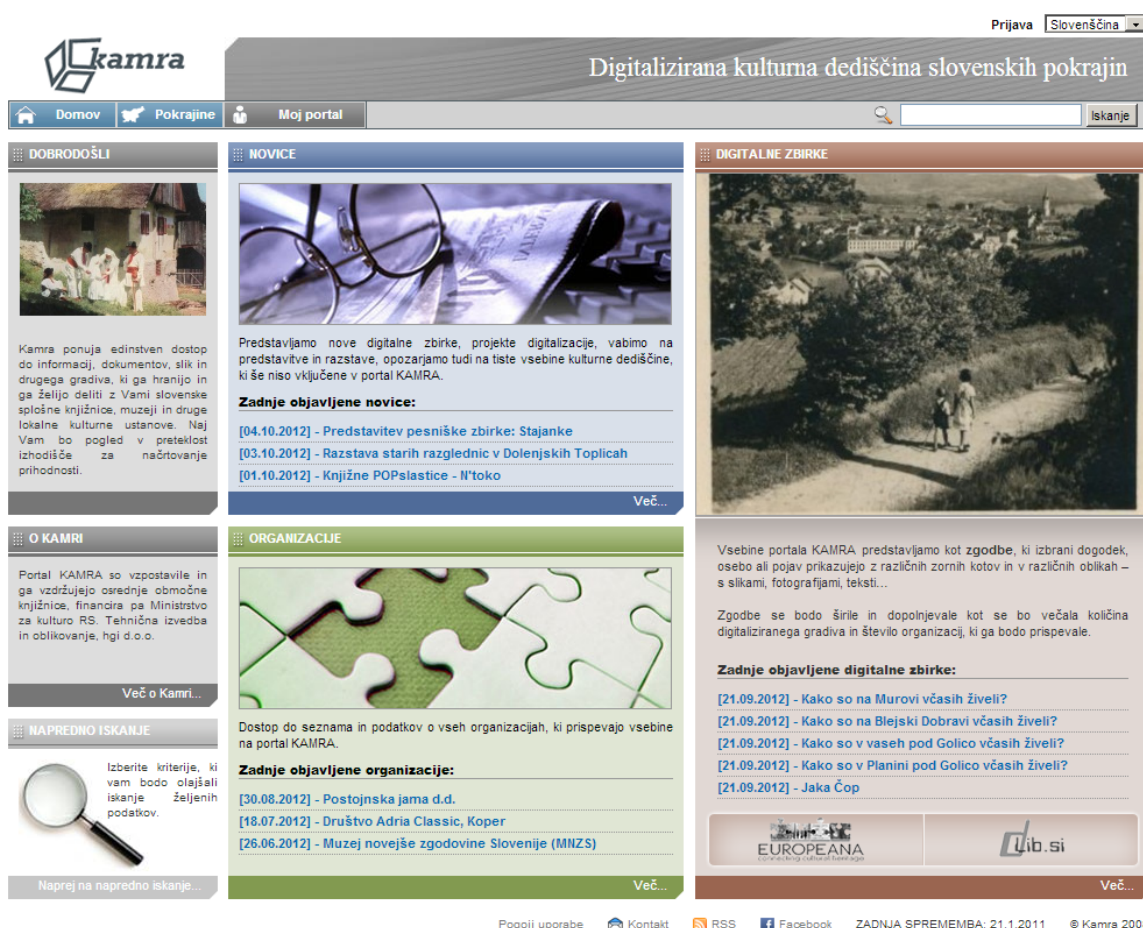 Prijava Slovenščina
kamra
Digitalizirana kulturna dediščina slovenskih pokrajin
Domov Pokrajine Moj portal Iskanje
DOBRODOŠLI
Kamra ponuja edinstven dostop
do informacij, dokumentov, slik in
drugega gradiva, ki ga hranijo in
ga želijo deliti z Vami slovenske
splošne knjižnice, muzeji in druge
lokalne kulturne ustanove. Naj
Vam bo pogled v preteklost
izhodišče za načrtovanje
prihodnosti.
O KAMRI
Portal KAMRA so vzpostavile in
ga vzdržujejo osrednje območne
knjižnice, financira pa Ministrstvo
za kulturo RS. Tehnična izvedba
in oblikovanje, hgi d.o.o.
Več o Kamri...
NAPREDNO ISKANJE
Izberite kriterije, ki
vam bodo olajšali
iskanje željenih
podatkov.
Naprej na napredno iskanje...
NOVICE
Predstavljamo nove digitalne zbirke, projekte digitalizacije, vabimo na
predstavitve in razstave, opozarjamo tudi na tiste vsebine kulturne dediščine,
ki še niso vključene v portal KAMRA.
Zadnje objavljene novice:
[04.10.2012] - Predstavitev pesniške zbirke: Stajanke
[03.10.2012] - Razstava starih razglednic v Dolenjskih Toplicah
[01.10.2012] - Knjižne POPslastice - N'toko
Več...
ORGANIZACIJE
Dostop do seznama in podatkov o vseh organizacijah, ki prispevajo vsebine
na portal KAMRA.
Zadnje objavljene organizacije:
[30.08.2012] - Postojnska jama d.d.
[18.07.2012] - Društvo Adria Classic, Koper
[26.06.2012] - Muzej novejše zgodovine Slovenije (MNZS)
Več...
DIGITALNE ZBIRKE
Vsebine portala KAMRA predstavljamo kot zgodbe, ki izbrani dogodek,
osebo ali pojav prikazujejo z različnih zornih kotov in v različnih oblikah –
s slikami, fotografijami, teksti...
Zgodbe se bodo širile in dopolnjevale kot se bo večala količina
digitaliziranega gradiva in število organizacij, ki ga bodo prispevale.
Zadnje objavljene digitalne zbirke:
[21.09.2012] - Kako so na Murovi včasih živeli?
[21.09.2012] - Kako so na Blejski Dobravi včasih živeli?
[21.09.2012] - Kako so v vaseh pod Golico včasih živeli?
[21.09.2012] - Kako so v Planini pod Golico včasih živeli?
[21.09.2012] - Jaka Čop
EUROPEANA
connecting cultural heritage
dLib.si
Več...
Pogoji uporabe Kontakt RSS Facebook ZADNJA SPREMEMBA: 21.1.2011 © Kamra 200